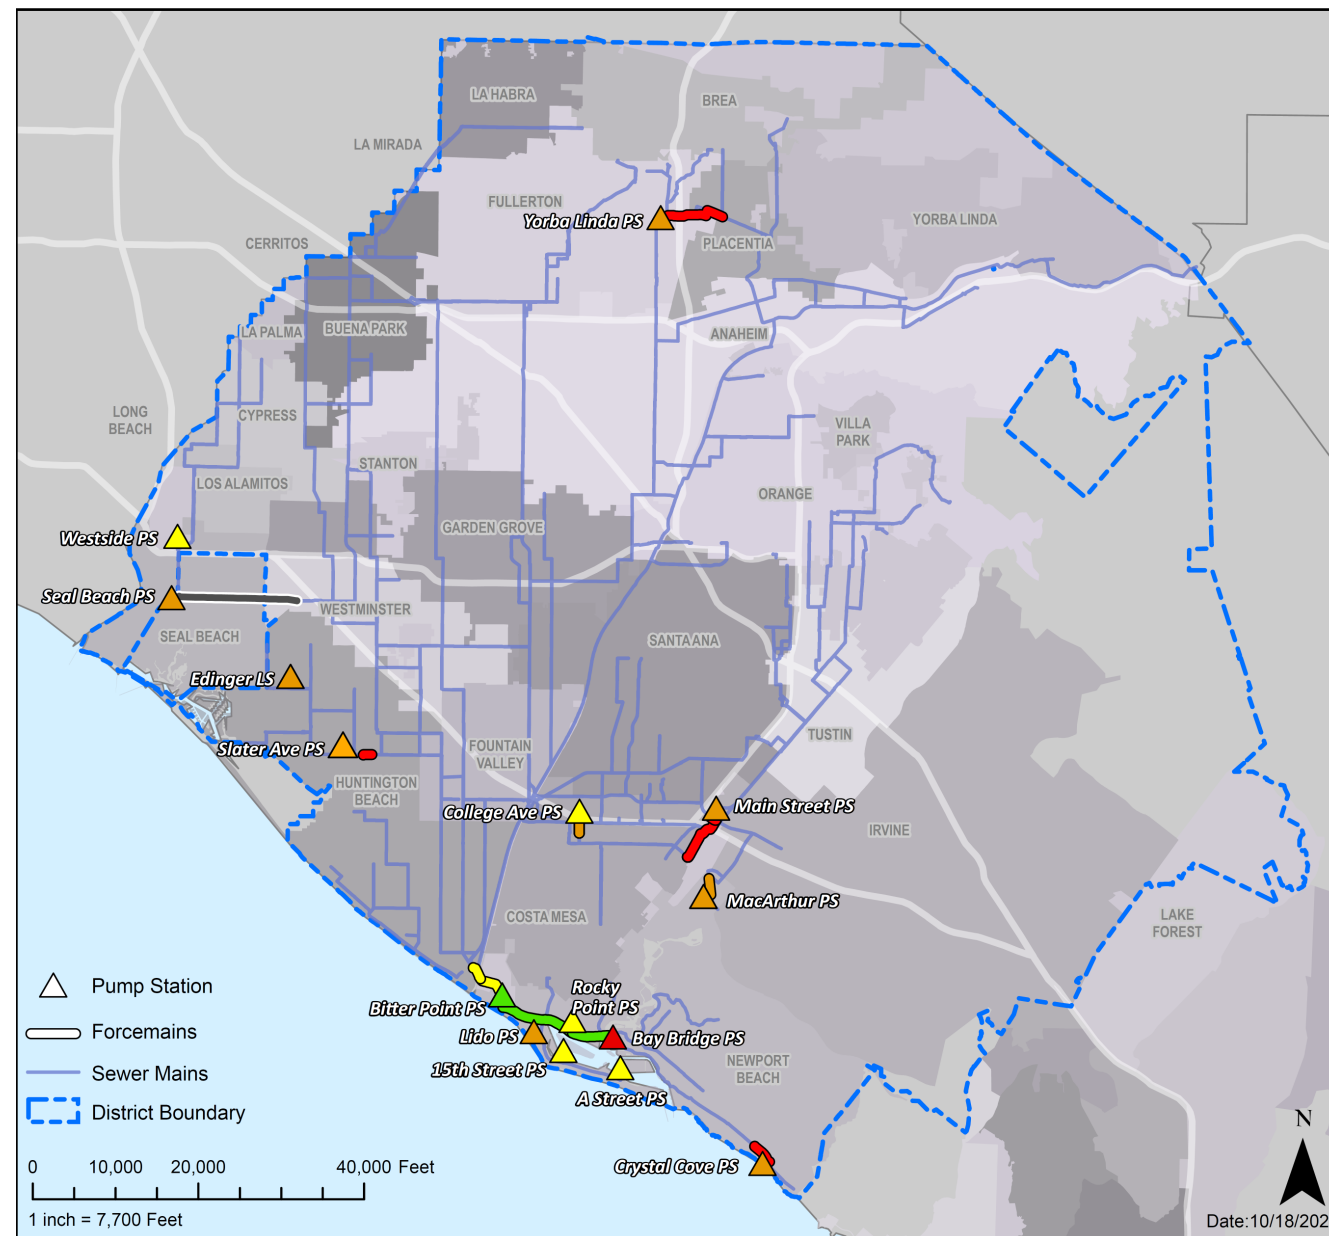 LA HABRA
BREA
LA MIRADA
FULLERTON
Yorba Linda PS
YORBA LINDA
CERRITOS
PLACENTIA
LA PALMA
BUENA PARK
ANAHEIM
LONG
BEACH
CYPRESS
VILLA
PARK
STANTON
LOS ALAMITOS
ORANGE
GARDEN GROVE
Westside PS
Seal Beach PS
WESTMINSTER
SEAL BEACH
SANTA ANA
Edinger LS
TUSTIN
Slater Ave PS
FOUNTAIN
VALLEY
HUNTINGTON
BEACH
College Ave PS
Main Street PS
IRVINE
MacArthur PS
COSTA MESA
LAKE
FOREST
Rocky
Point PS
Bitter Point PS
Lido PS
Bay Bridge PS
15th Street PS
NEWPORT
BEACH
A Street PS
Crystal Cove PS
Pump Station
Forcemains
Sewer Mains
District Boundary
0 10,000 20,000 40,000 Feet
1 inch = 7,700 Feet
N
Date:10/18/202